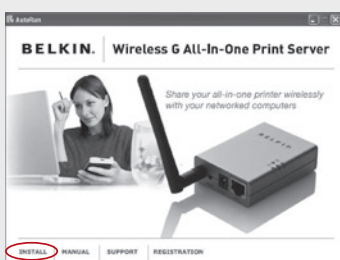 AutoRun
BELKIN. Wireless G All-In-One Print Server
Share your all-in-one printer wirelessly
with your networked computers
BELKIN
INSTALL MANUAL SUPPORT REGISTRATION